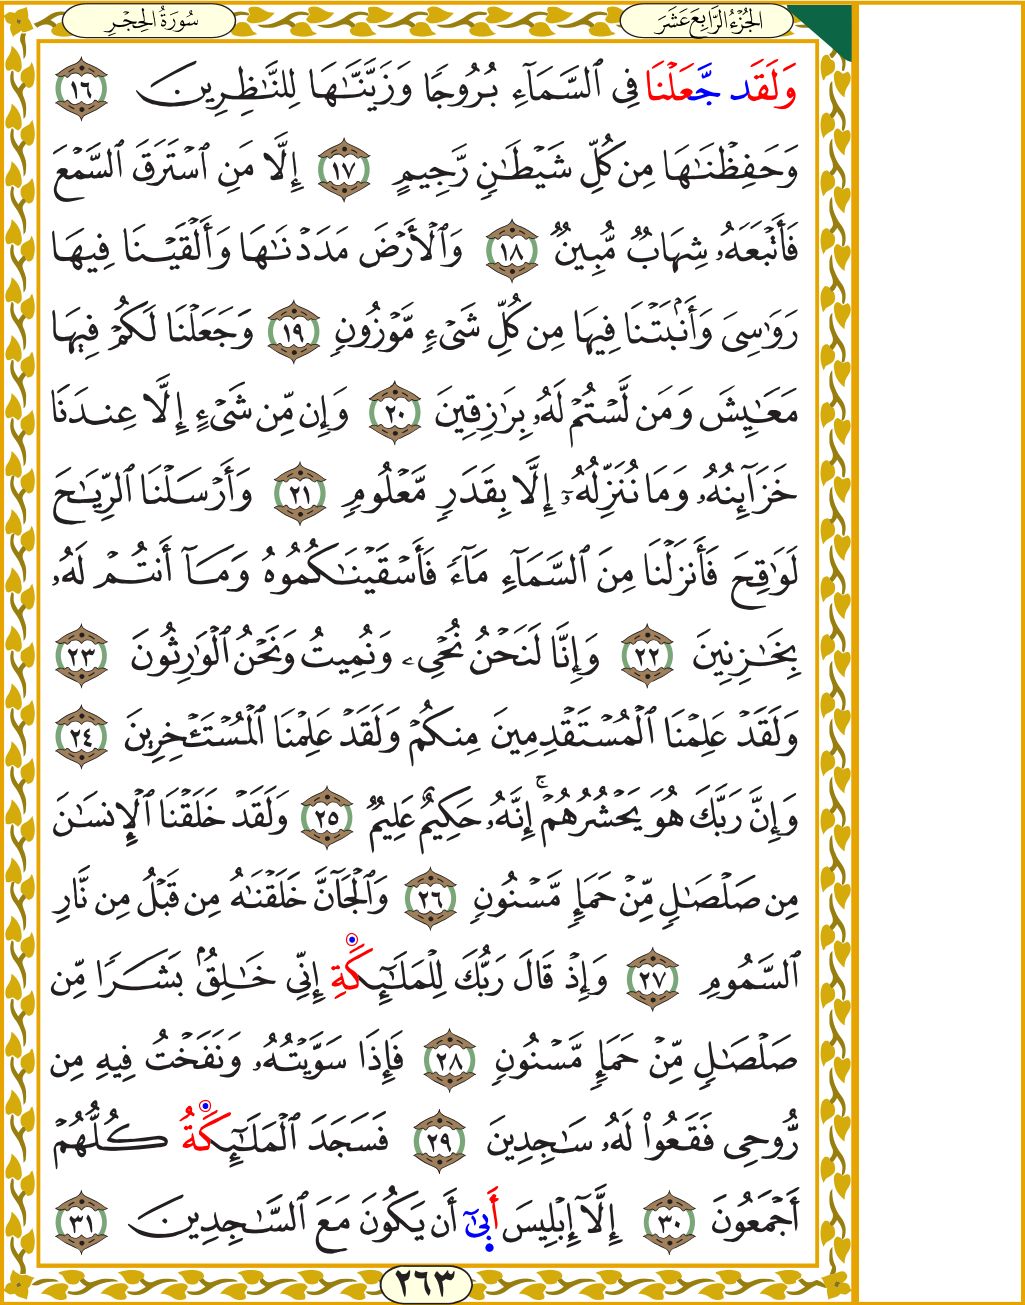 سُورَةُ الحِجْرِ
الجُزْءُ الرَّابِعَ عَشَرَ
وَلَقَد جَّعَلْنَا فِى ٱلسَّمَآءِ بُرُوجًا وَزَيَّنَّـٰهَا لِلنَّـٰظِرِينَ ١٦
وَحَفِظْنَـٰهَا مِن كُلِّ شَيْطَـٰنٍ رَّجِيمٍ ١٧ إِلَّا مَنِ ٱسْتَرَقَ ٱلسَّمْعَ
فَأَتْبَعَهُۥ شِهَابٌ مُّبِينٌ ١٨ وَٱلْأَرْضَ مَدَدْنَـٰهَا وَأَلْقَيْنَا فِيهَا
رَوَٰسِىَ وَأَنۢبَتْنَا فِيهَا مِن كُلِّ شَىْءٍ مَّوْزُونٍ ١٩ وَجَعَلْنَا لَكُمْ فِيهَا
مَعَـٰيِشَ وَمَن لَّسْتُمْ لَهُۥ بِرَٰزِقِينَ ٢٠ وَإِن مِّن شَىْءٍ إِلَّا عِندَنَا
خَزَآئِنُهُۥ وَمَا نُنَزِّلُهُۥٓ إِلَّا بِقَدَرٍ مَّعْلُومٍ ٢١ وَأَرْسَلْنَا ٱلرِّيَـٰحَ
لَوَٰقِحَ فَأَنزَلْنَا مِنَ ٱلسَّمَآءِ مَآءً فَأَسْقَيْنَـٰكُمُوهُ وَمَآ أَنتُمْ لَهُۥ
بِخَـٰزِنِينَ ٢٢ وَإِنَّا لَنَحْنُ نُحْىِۦ وَنُمِيتُ وَنَحْنُ ٱلْوَٰرِثُونَ ٢٣
وَلَقَدْ عَلِمْنَا ٱلْمُسْتَقْدِمِينَ مِنكُمْ وَلَقَدْ عَلِمْنَا ٱلْمُسْتَـْٔخِرِينَ ٢٤
وَإِنَّ رَبَّكَ هُوَ يَحْشُرُهُمْ ۚ إِنَّهُۥ حَكِيمٌ عَلِيمٌ ٢٥ وَلَقَدْ خَلَقْنَا ٱلْإِنسَـٰنَ
مِن صَلْصَـٰلٍ مِّنْ حَمَإٍ مَّسْنُونٍ ٢٦ وَٱلْجَآنَّ خَلَقْنَـٰهُ مِن قَبْلُ مِن نَّارِ
ٱلسَّمُومِ ٢٧ وَإِذْ قَالَ رَبُّكَ لِلْمَلَـٰٓئِكَةِ إِنِّى خَـٰلِقٌۢ بَشَرًا مِّن
صَلْصَـٰلٍ مِّنْ حَمَإٍ مَّسْنُونٍ ٢٨ فَإِذَا سَوَّيْتُهُۥ وَنَفَخْتُ فِيهِ مِن
رُّوحِى فَقَعُوا۟ لَهُۥ سَـٰجِدِينَ ٢٩ فَسَجَدَ ٱلْمَلَـٰٓئِكَةُ كُلُّهُمْ
أَجْمَعُونَ ٣٠ إِلَّآ إِبْلِيسَ أَبَىٰٓ أَن يَكُونَ مَعَ ٱلسَّـٰجِدِينَ ٣١
٢٦٣